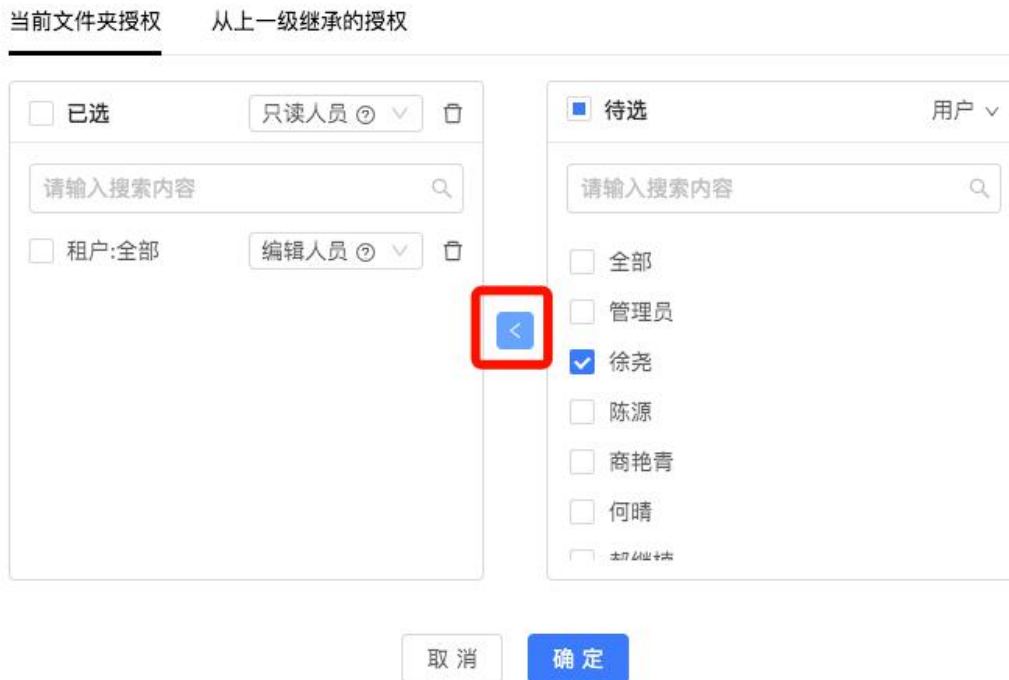 当前文件夹授权 从上一级继承的授权
已选 只读人员
待选 用户
请输入搜索内容
请输入搜索内容
租户:全部 编辑人员
全部
管理员
徐尧
陈源
商艳青
何晴
取消 确定